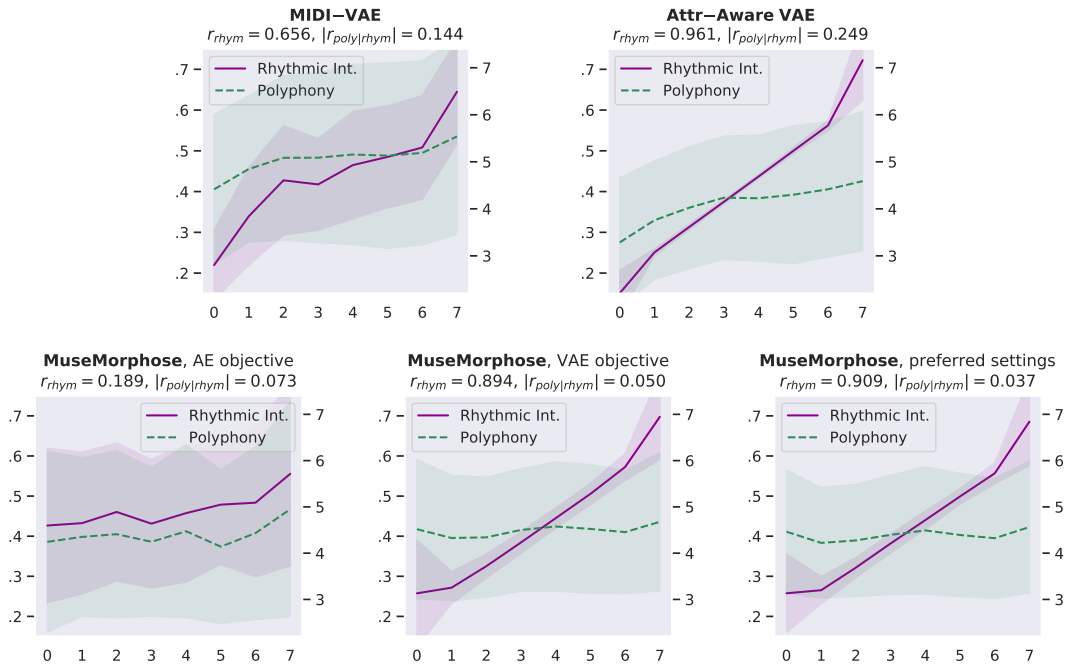 MIDI−VAE
r_rhym = 0.656, |r_poly|rhym| = 0.144
Rhythmic Int.
Polyphony
.7
.6
.5
.4
.3
.2
7
6
5
4
3
0 1 2 3 4 5 6 7
Attr−Aware VAE
r_rhym = 0.961, |r_poly|rhym| = 0.249
Rhythmic Int.
Polyphony
.7
.6
.5
.4
.3
.2
7
6
5
4
3
0 1 2 3 4 5 6 7
MuseMorphose, AE objective
r_rhym = 0.189, |r_poly|rhym| = 0.073
Rhythmic Int.
Polyphony
.7
.6
.5
.4
.3
.2
7
6
5
4
3
0 1 2 3 4 5 6 7
MuseMorphose, VAE objective
r_rhym = 0.894, |r_poly|rhym| = 0.050
Rhythmic Int.
Polyphony
.7
.6
.5
.4
.3
.2
7
6
5
4
3
0 1 2 3 4 5 6 7
MuseMorphose, preferred settings
r_rhym = 0.909, |r_poly|rhym| = 0.037
Rhythmic Int.
Polyphony
.7
.6
.5
.4
.3
.2
7
6
5
4
3
0 1 2 3 4 5 6 7